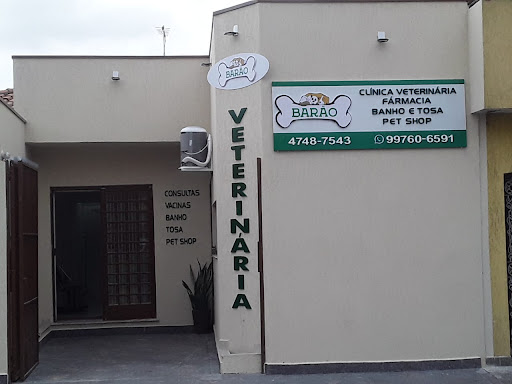 BARÃO
VETERINÁRIA
BARÃO
CLÍNICA VETERINÁRIA
FÁRMACIA
BANHO E TOSA
PET SHOP
4748-7543
99760-6591
CONSULTAS
VACINAS
BANHO
TOSA
PET SHOP